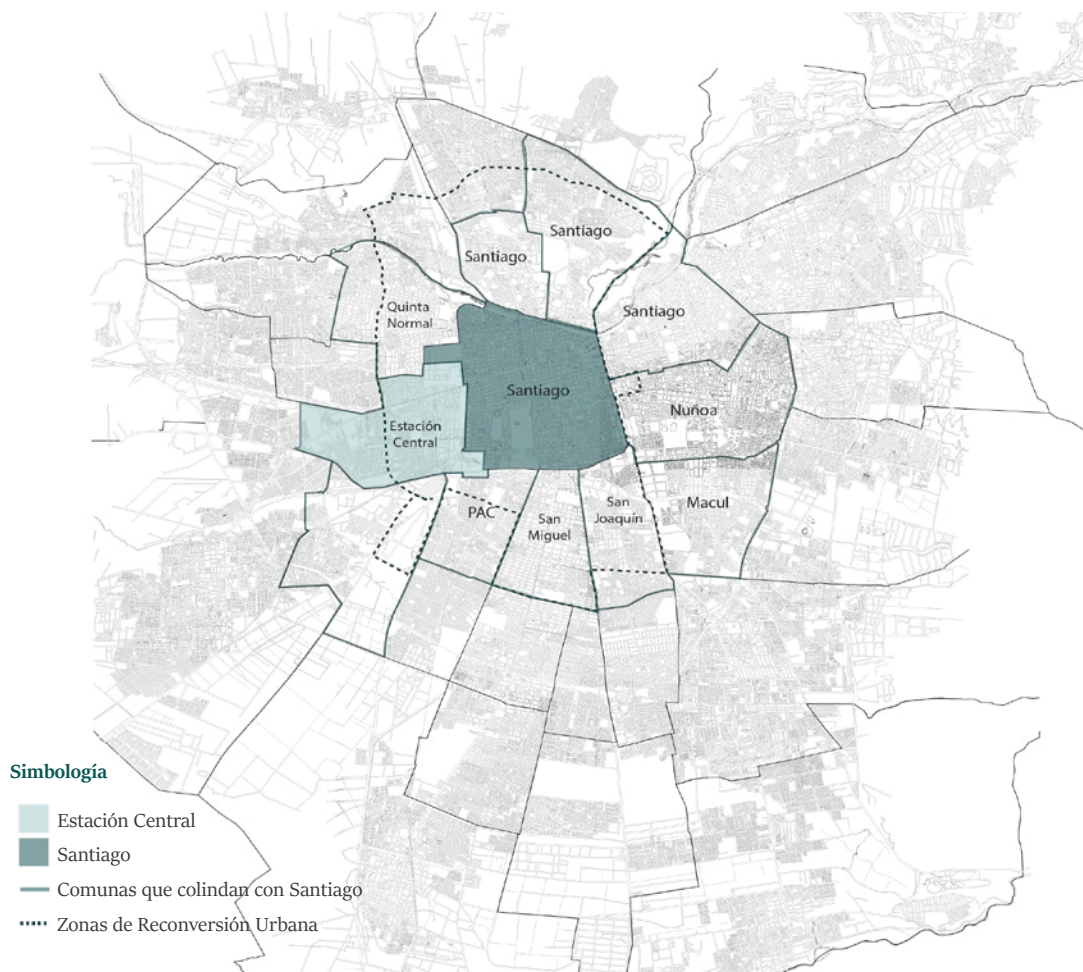 Santiago
Santiago
Santiago
Quinta
Normal
Santiago
Nuñoa
Estación
Central
Macul
San
Joaquín
PAC
San
Miguel
Simbología
Estación Central
Santiago
Comunas que colindan con Santiago
Zonas de Reconversión Urbana